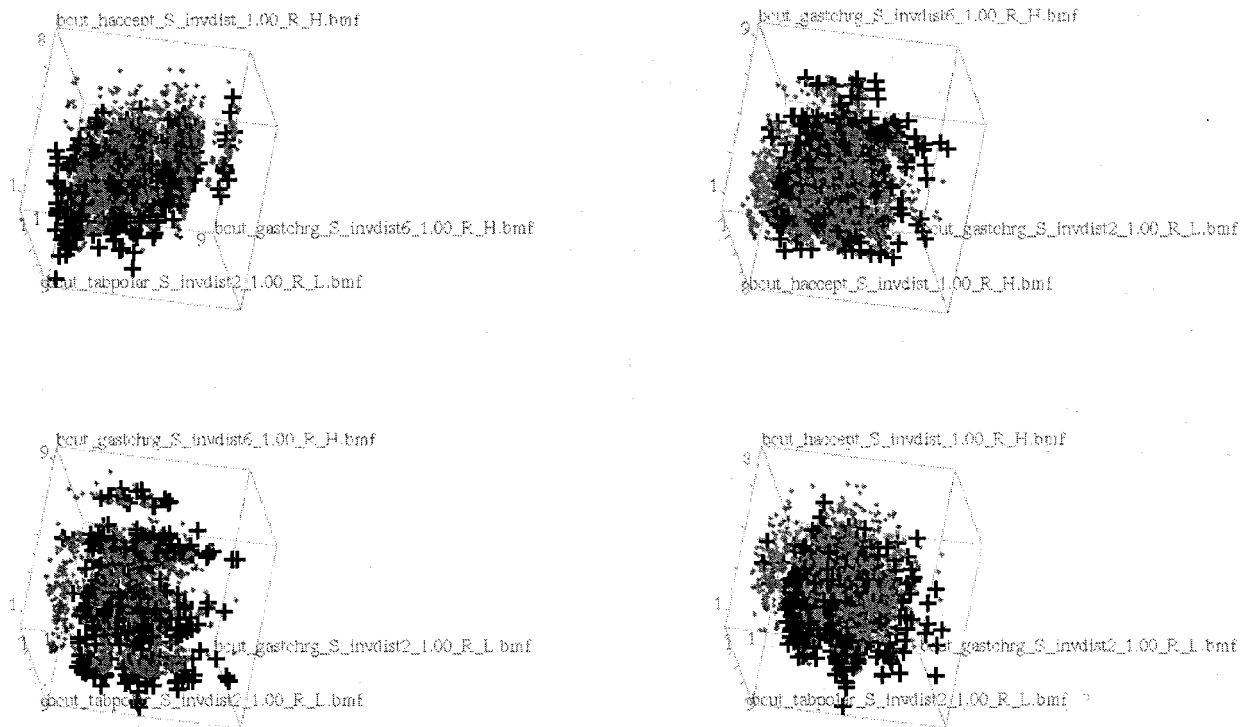 bcut_haccept_S_invdist_1.00_R_H.bmf
8
1
1
9
bcut_gastchrg_S_invdist6_1.00_R_H.bmf
bcut_tabpolar_S_invdist2_1.00_R_L.bmf
bcut_gastchrg_S_invdist6_1.00_R_H.bmf
9
1
1
bcut_gastchrg_S_invdist2_1.00_R_L.bmf
bcut_haccept_S_invdist_1.00_R_H.bmf
bcut_gastchrg_S_invdist6_1.00_R_H.bmf
9
1
1
bcut_gastchrg_S_invdist2_1.00_R_L.bmf
bcut_tabpolar_S_invdist2_1.00_R_L.bmf
bcut_haccept_S_invdist_1.00_R_H.bmf
1
1
bcut_gastchrg_S_invdist2_1.00_R_L.bmf
bcut_tabpolar_S_invdist2_1.00_R_L.bmf